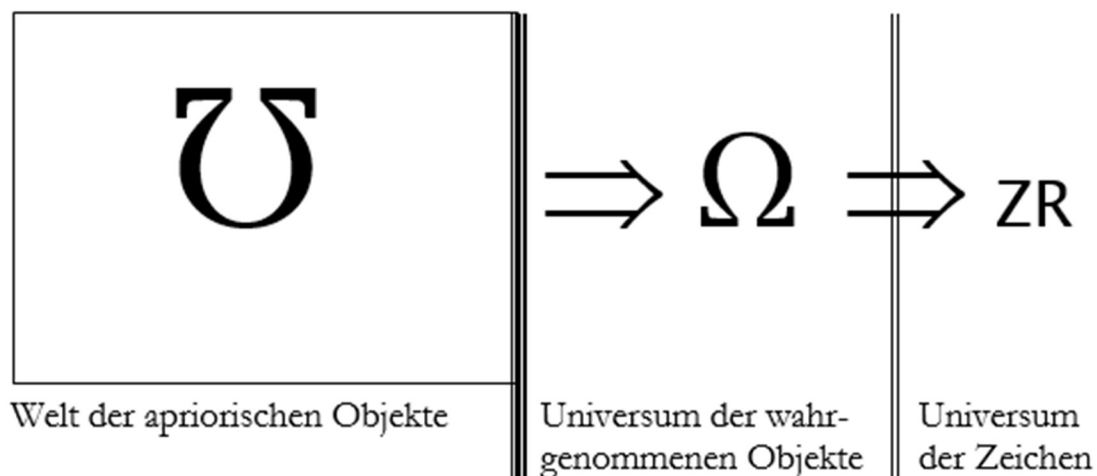 ℧ ⇒ Ω ⇒ ZR
Welt der apriorischen Objekte
Universum der wahr-
genommenen Objekte
Universum
der Zeichen